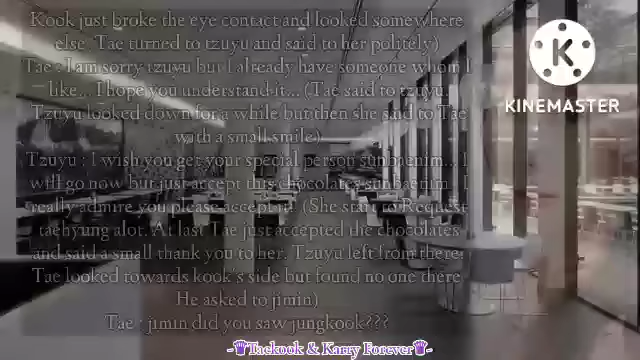 Kook just broke the eye contact and looked somewhere
else. Tae turned to tzuyu and said to her politely)
Tae : I am sorry tzuyu but I already have someone whom I
like... I hope you understand it... (Tae said to tzuyu.
Tzuyu looked down for a while but then she said to Tae
with a small smile)
Tzuyu : I wish you get your special person sunbaenim... I
will go now but just accept this chocolates sunbaenim.. I
really admire you please accept it! (She start to Request
taehyung alot. At last Tae just accepted the chocolates
and said a small thank you to her. Tzuyu left from there
Tae looked towards kook's side but found no one there
He asked to jimin)
Tae : jimin did you saw jungkook???
KINEMASTER
-♛Taekook & Karry Forever♛-